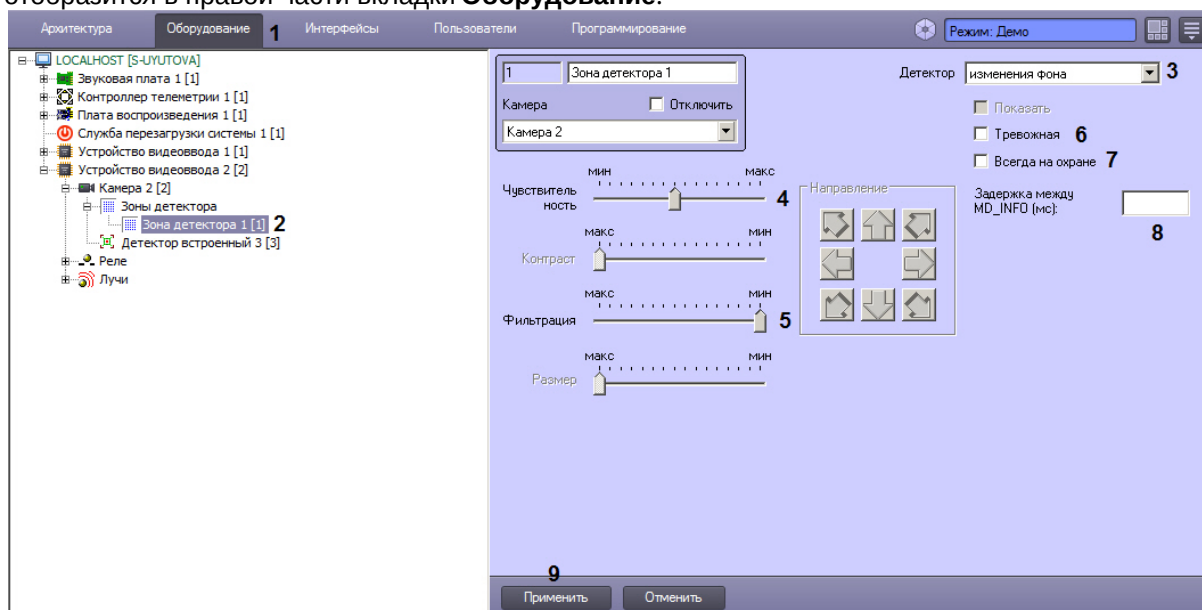 отобразится в правой части вкладки Оборудование.
Архитектура Оборудование 1 Интерфейсы Пользователи Программирование Режим: Демо
LOCALHOST [S-UYUTOVA]
Звуковая плата 1 [1]
Контроллер телеметрии 1 [1]
Плата воспроизведения 1 [1]
Служба перезагрузки системы 1 [1]
Устройство видеоввода 1 [1]
Устройство видеоввода 2 [2]
Камера 2 [2]
Зоны детектора
Зона детектора 1 [1] 2
Детектор встроенный 3 [3]
Реле
Лучи
1 Зона детектора 1
Камера Отключить
Камера 2
мин макс
Чувствитель
ность 4
макс мин
Контраст
макс мин
Фильтрация 5
макс мин
Размер
Направление
Детектор изменения фона 3
Показать
Тревожная 6
Всегда на охране 7
Задержка между
MD_INFO (мс):
8
9
Применить Отменить